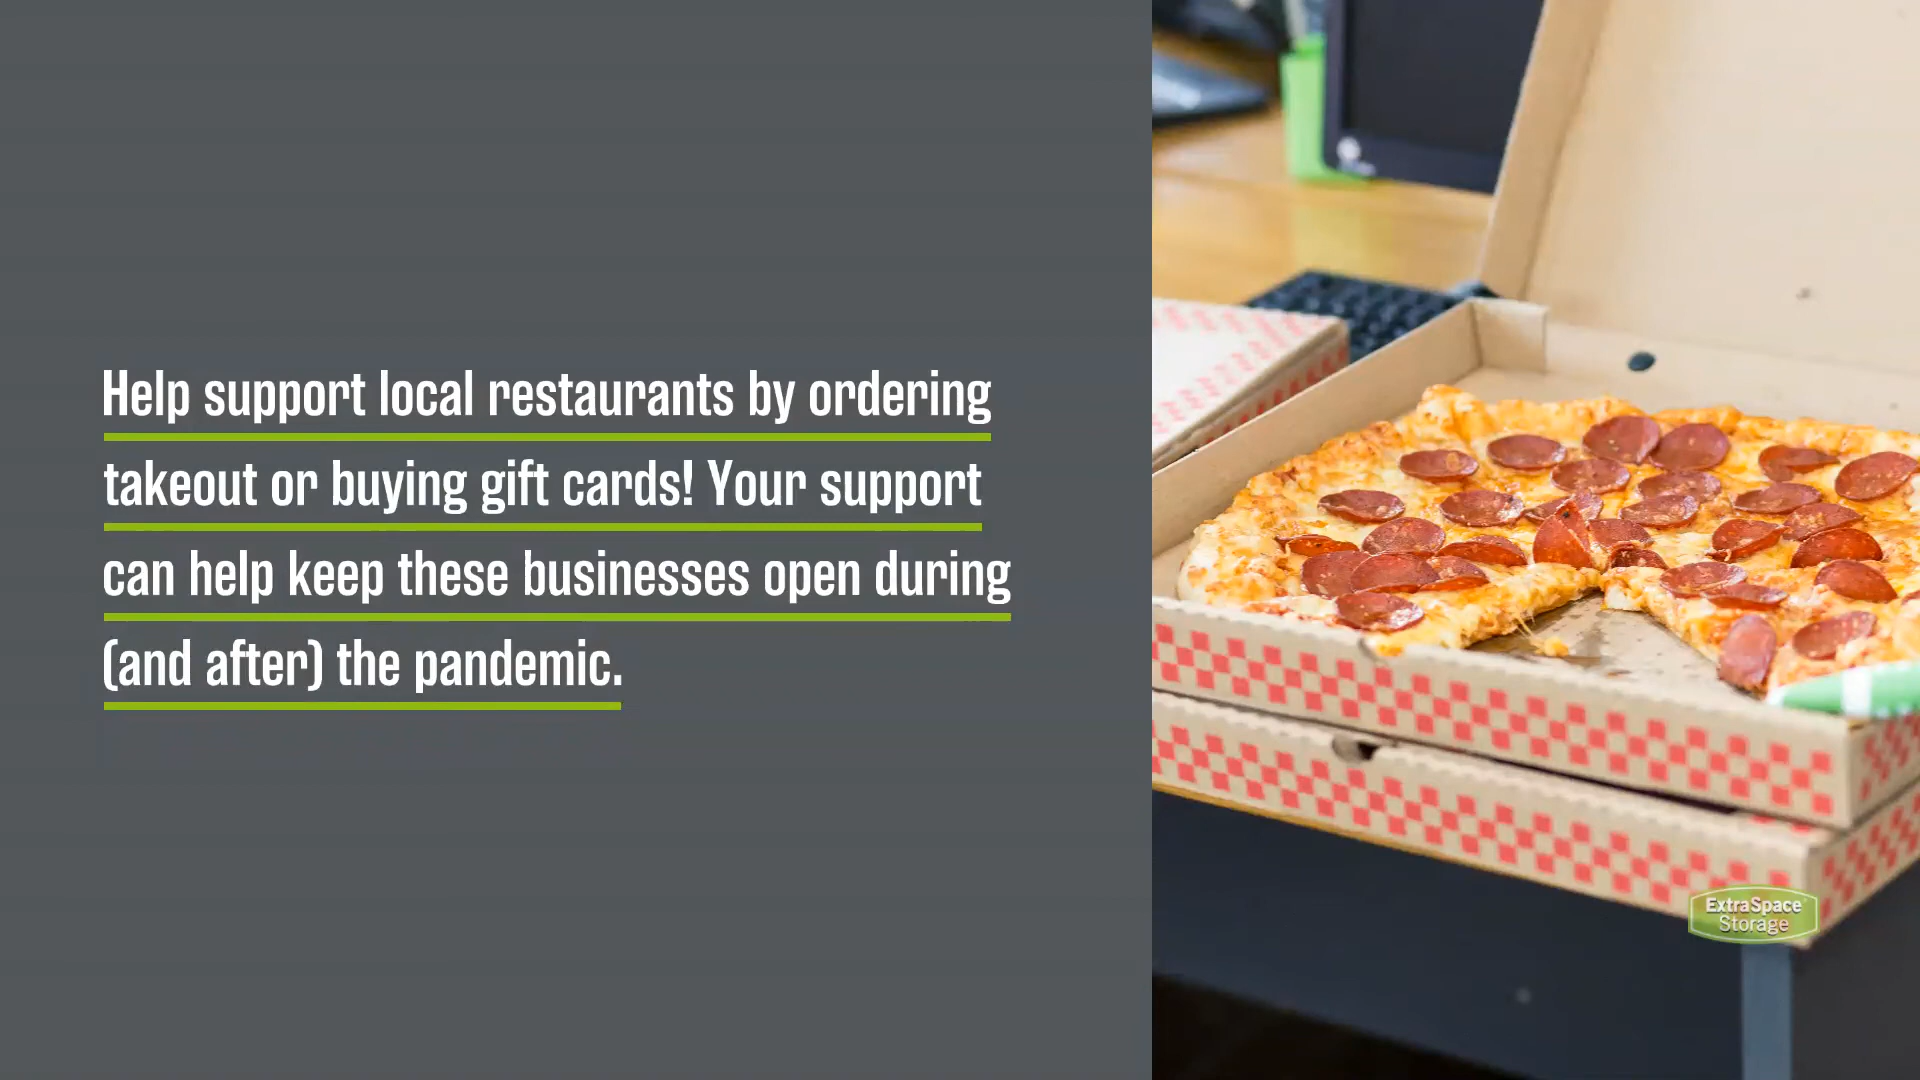 Help support local restaurants by ordering
takeout or buying gift cards! Your support
can help keep these businesses open during
(and after) the pandemic.
ExtraSpace
Storage